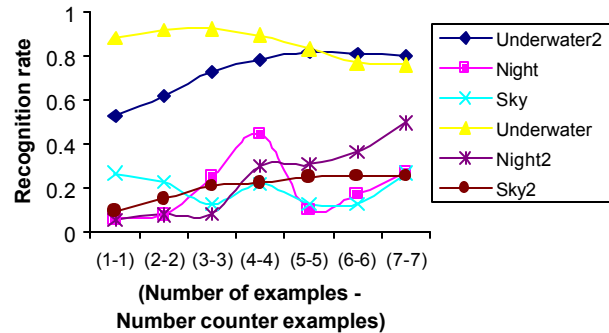 1
0.8
0.6
0.4
0.2
0
Recognition rate
(1-1) (2-2) (3-3) (4-4) (5-5) (6-6) (7-7)
(Number of examples -
Number counter examples)
Underwater2
Night
Sky
Underwater
Night2
Sky2